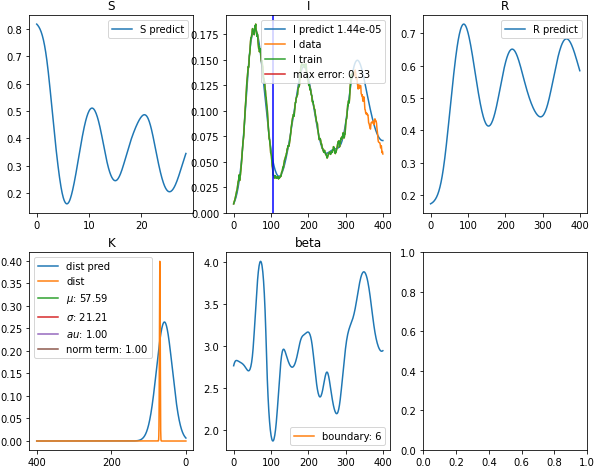 S
I
R
S predict
I predict 1.44e-05
I data
I train
max error: 0.33
R predict
0.8
0.7
0.6
0.5
0.4
0.3
0.2
0 10 20
0.175
0.150
0.125
0.100
0.075
0.050
0.025
0.000
0 100 200 300 400
0.7
0.6
0.5
0.4
0.3
0.2
0 100 200 300 400
K
beta
dist pred
dist
μ: 57.59
σ: 21.21
au: 1.00
norm term: 1.00
0.40
0.35
0.30
0.25
0.20
0.15
0.10
0.05
0.00
400 200 0
4.0
3.5
3.0
2.5
2.0
boundary: 6
0 100 200 300 400
1.0
0.8
0.6
0.4
0.2
0.0
0.0 0.2 0.4 0.6 0.8 1.0